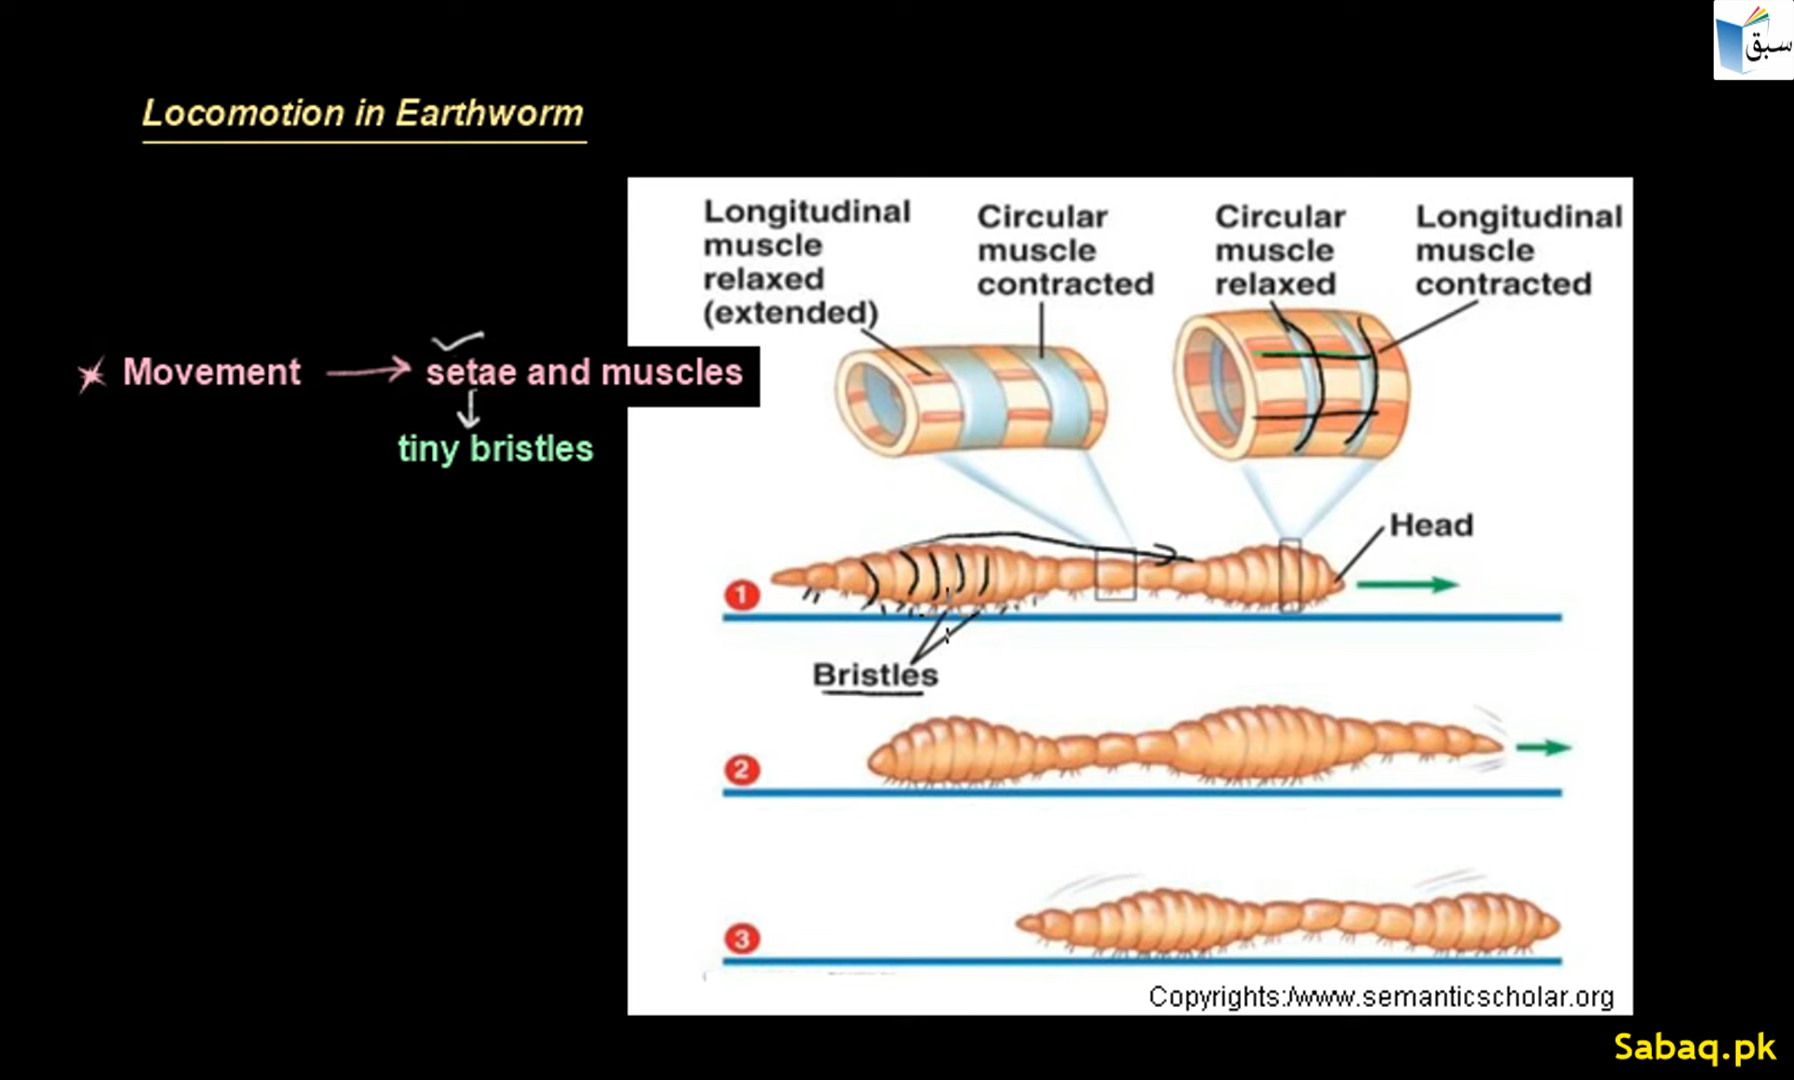 سبق
Locomotion in Earthworm
Longitudinal
muscle
relaxed
(extended)
Circular
muscle
contracted
Circular
muscle
relaxed
Longitudinal
muscle
contracted
Movement → setae and muscles
tiny bristles
Head
1
Bristles
2
3
Copyrights:/www.semanticscholar.org
Sabaq.pk